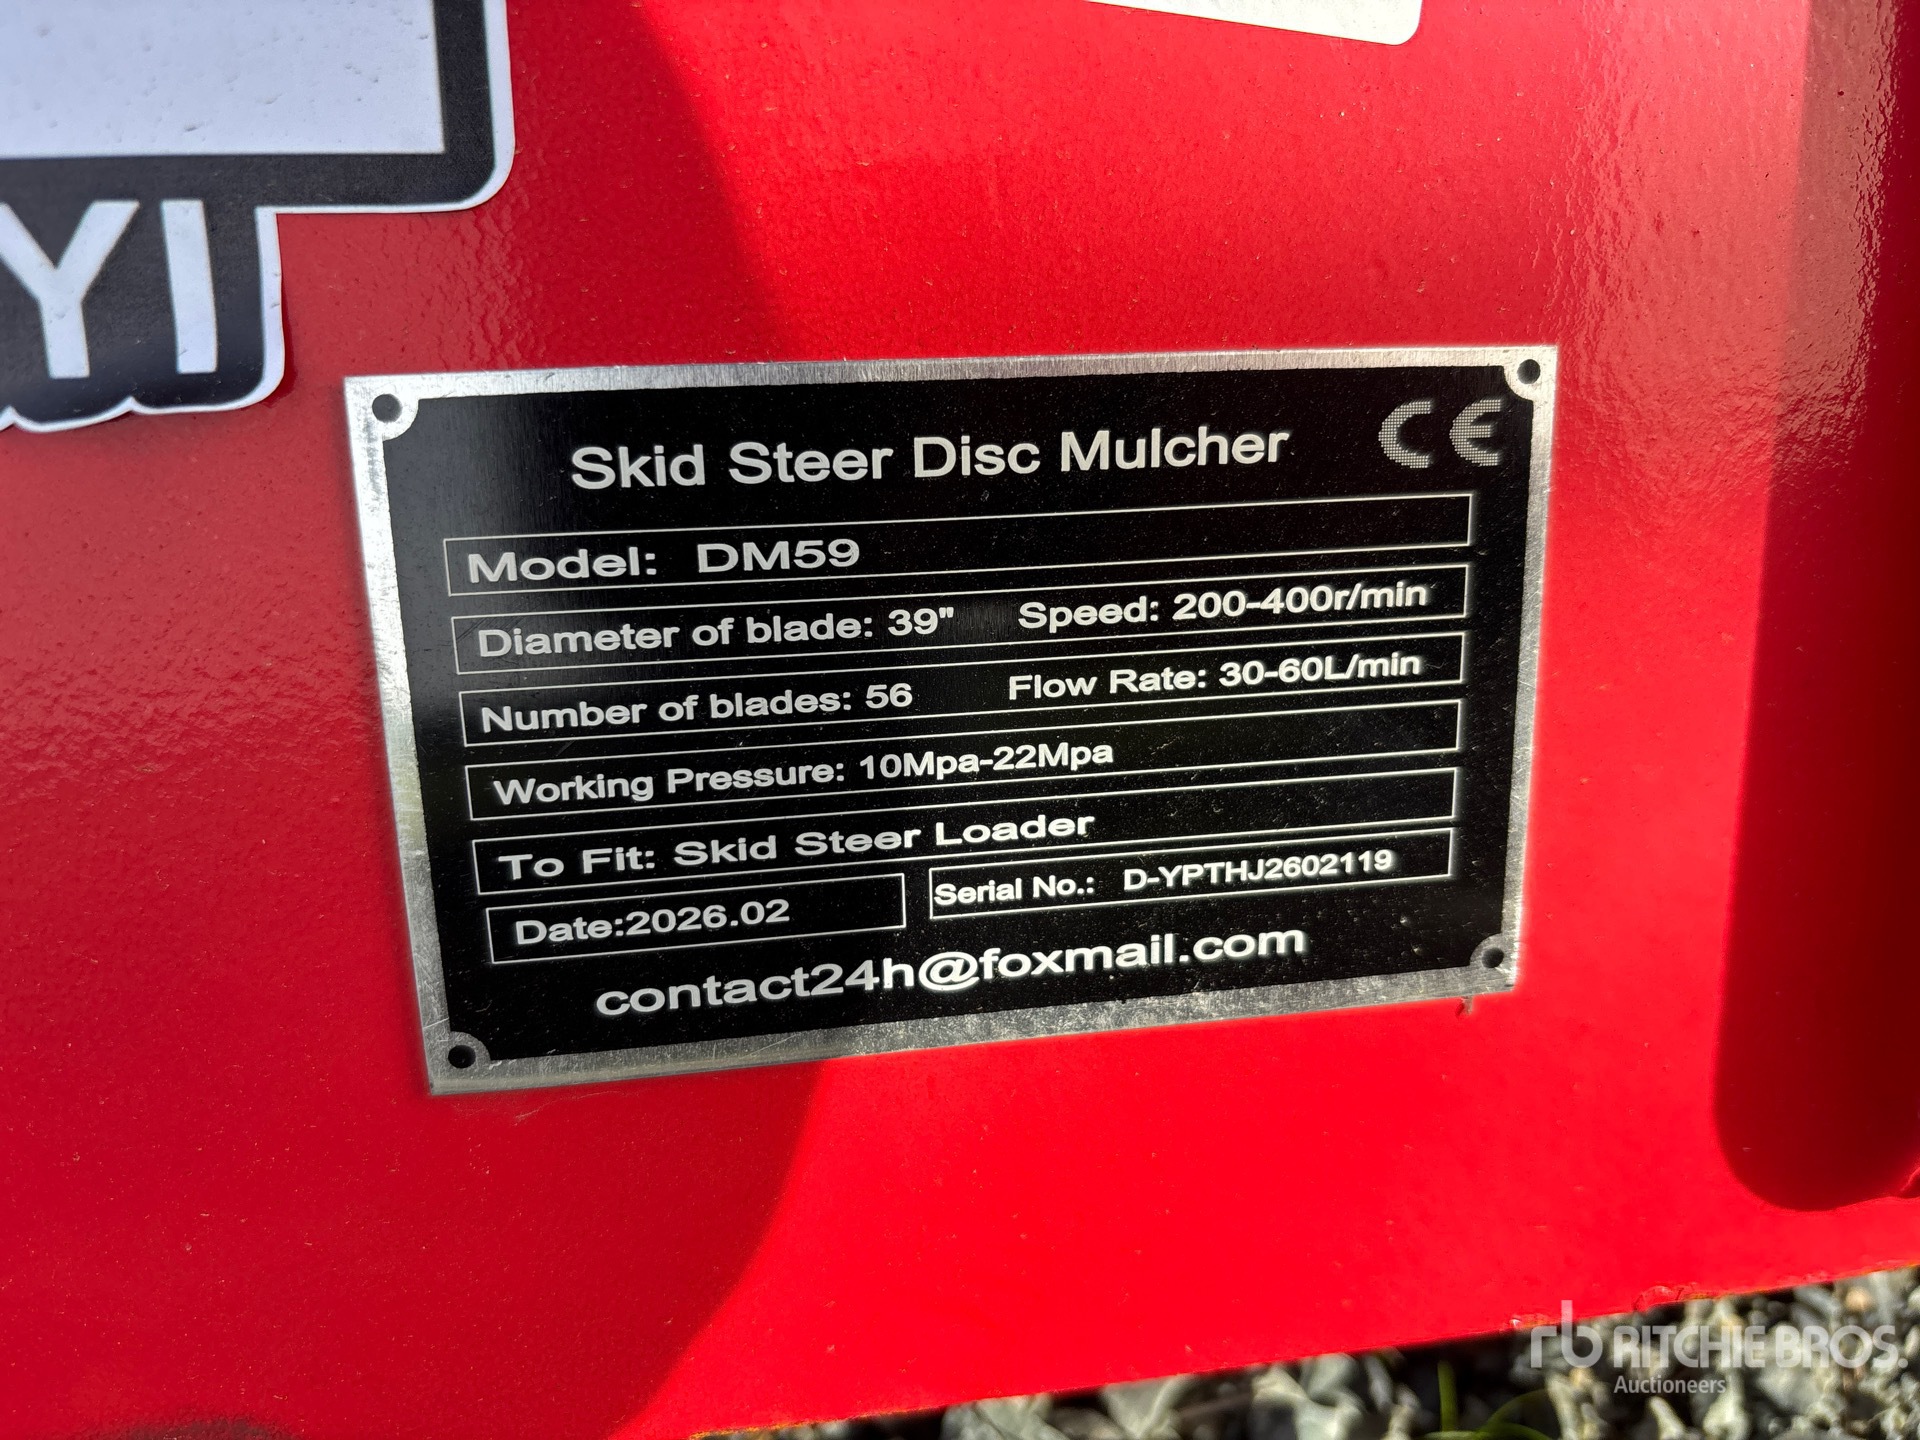 YI
Skid Steer Disc Mulcher CE
Model: DM59
Diameter of blade: 39" Speed: 200-400r/min
Number of blades: 56 Flow Rate: 30-60L/min
Working Pressure: 10Mpa-22Mpa
To Fit: Skid Steer Loader
Date:2026.02 Serial No.: D-YPTHJ2602119
contact24h@foxmail.com
rb RITCHIE BROS.
Auctioneers